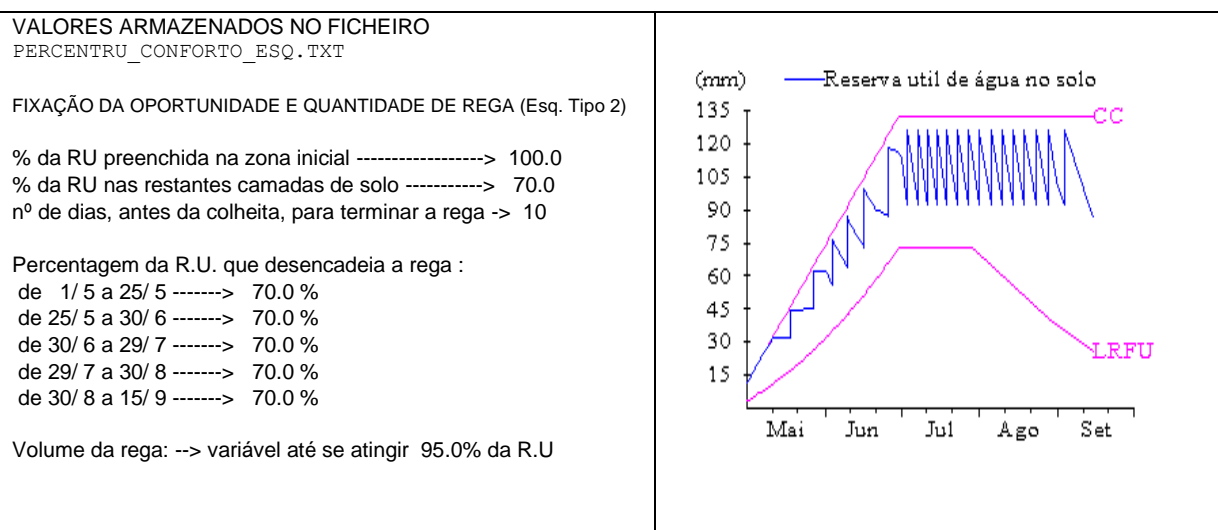 VALORES ARMAZENADOS NO FICHEIRO
PERCENTRU_CONFORTO_ESQ.TXT
FIXAÇÃO DA OPORTUNIDADE E QUANTIDADE DE REGA (Esq. Tipo 2)
% da RU preenchida na zona inicial ------------------> 100.0
% da RU nas restantes camadas de solo -----------> 70.0
nº de dias, antes da colheita, para terminar a rega -> 10
Percentagem da R.U. que desencadeia a rega :
de 1/ 5 a 25/ 5 -------> 70.0 %
de 25/ 5 a 30/ 6 -------> 70.0 %
de 30/ 6 a 29/ 7 -------> 70.0 %
de 29/ 7 a 30/ 8 -------> 70.0 %
de 30/ 8 a 15/ 9 -------> 70.0 %
Volume da rega: --> variável até se atingir 95.0% da R.U
(mm) Reserva util de água no solo
135
CC
120
105
90
75
60
45
30
LRFU
15
Mai Jun Jul Ago Set